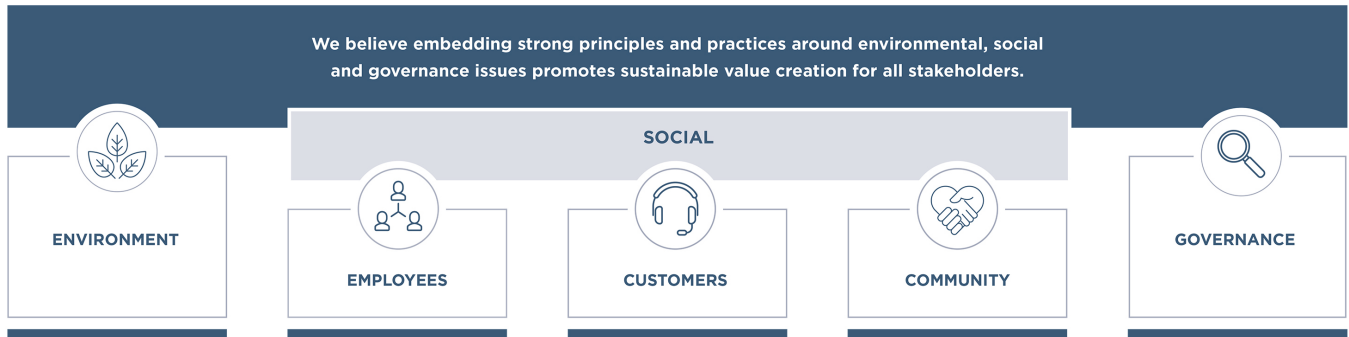 We believe embedding strong principles and practices around environmental, social
and governance issues promotes sustainable value creation for all stakeholders.
SOCIAL
ENVIRONMENT
EMPLOYEES
CUSTOMERS
COMMUNITY
GOVERNANCE